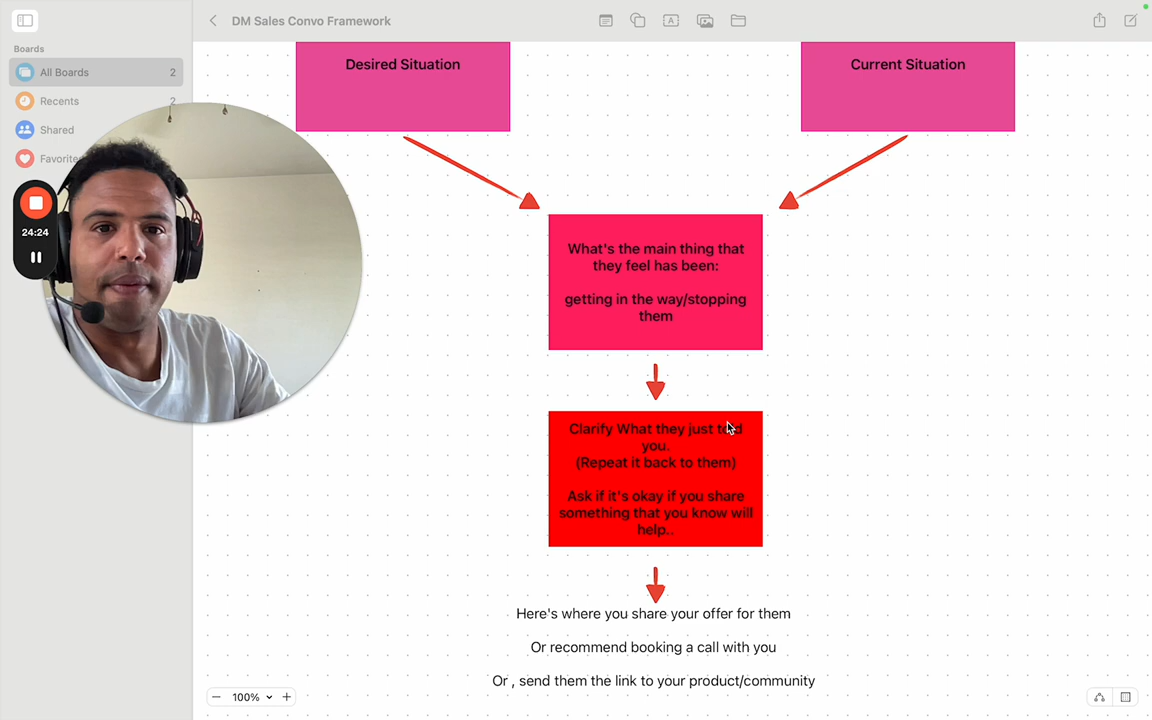 DM Sales Convo Framework
Boards
All Boards 2
Recents 2
Shared
Favorites
24:24
Desired Situation
Current Situation
What's the main thing that
they feel has been:
getting in the way/stopping
them
Clarify What they just told
you.
(Repeat it back to them)
Ask if it's okay if you share
something that you know will
help..
Here's where you share your offer for them
Or recommend booking a call with you
Or , send them the link to your product/community
100%